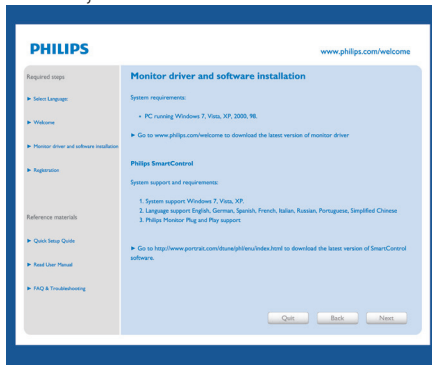 PHILIPS
www.philips.com/welcome
Required steps
Select Language
Welcome
Monitor driver and software installation
Registration
Reference materials
Quick Setup Guide
Read User Manual
FAQ & Troubleshooting
Monitor driver and software installation
System requirements:
• PC running Windows 7, Vista, XP, 2000, 98.
Go to www.philips.com/welcome to download the latest version of monitor driver
Philips SmartControl
System support and requirements:
1. System support Windows 7, Vista, XP.
2. Language support English, German, Spanish, French, Italian, Russian, Portuguese, Simplified Chinese
3. Philips Monitor Plug and Play support
Go to http://www.portrait.com/dtune/phl/enu/index.html to download the latest version of SmartControl
software.
Quit
Back
Next